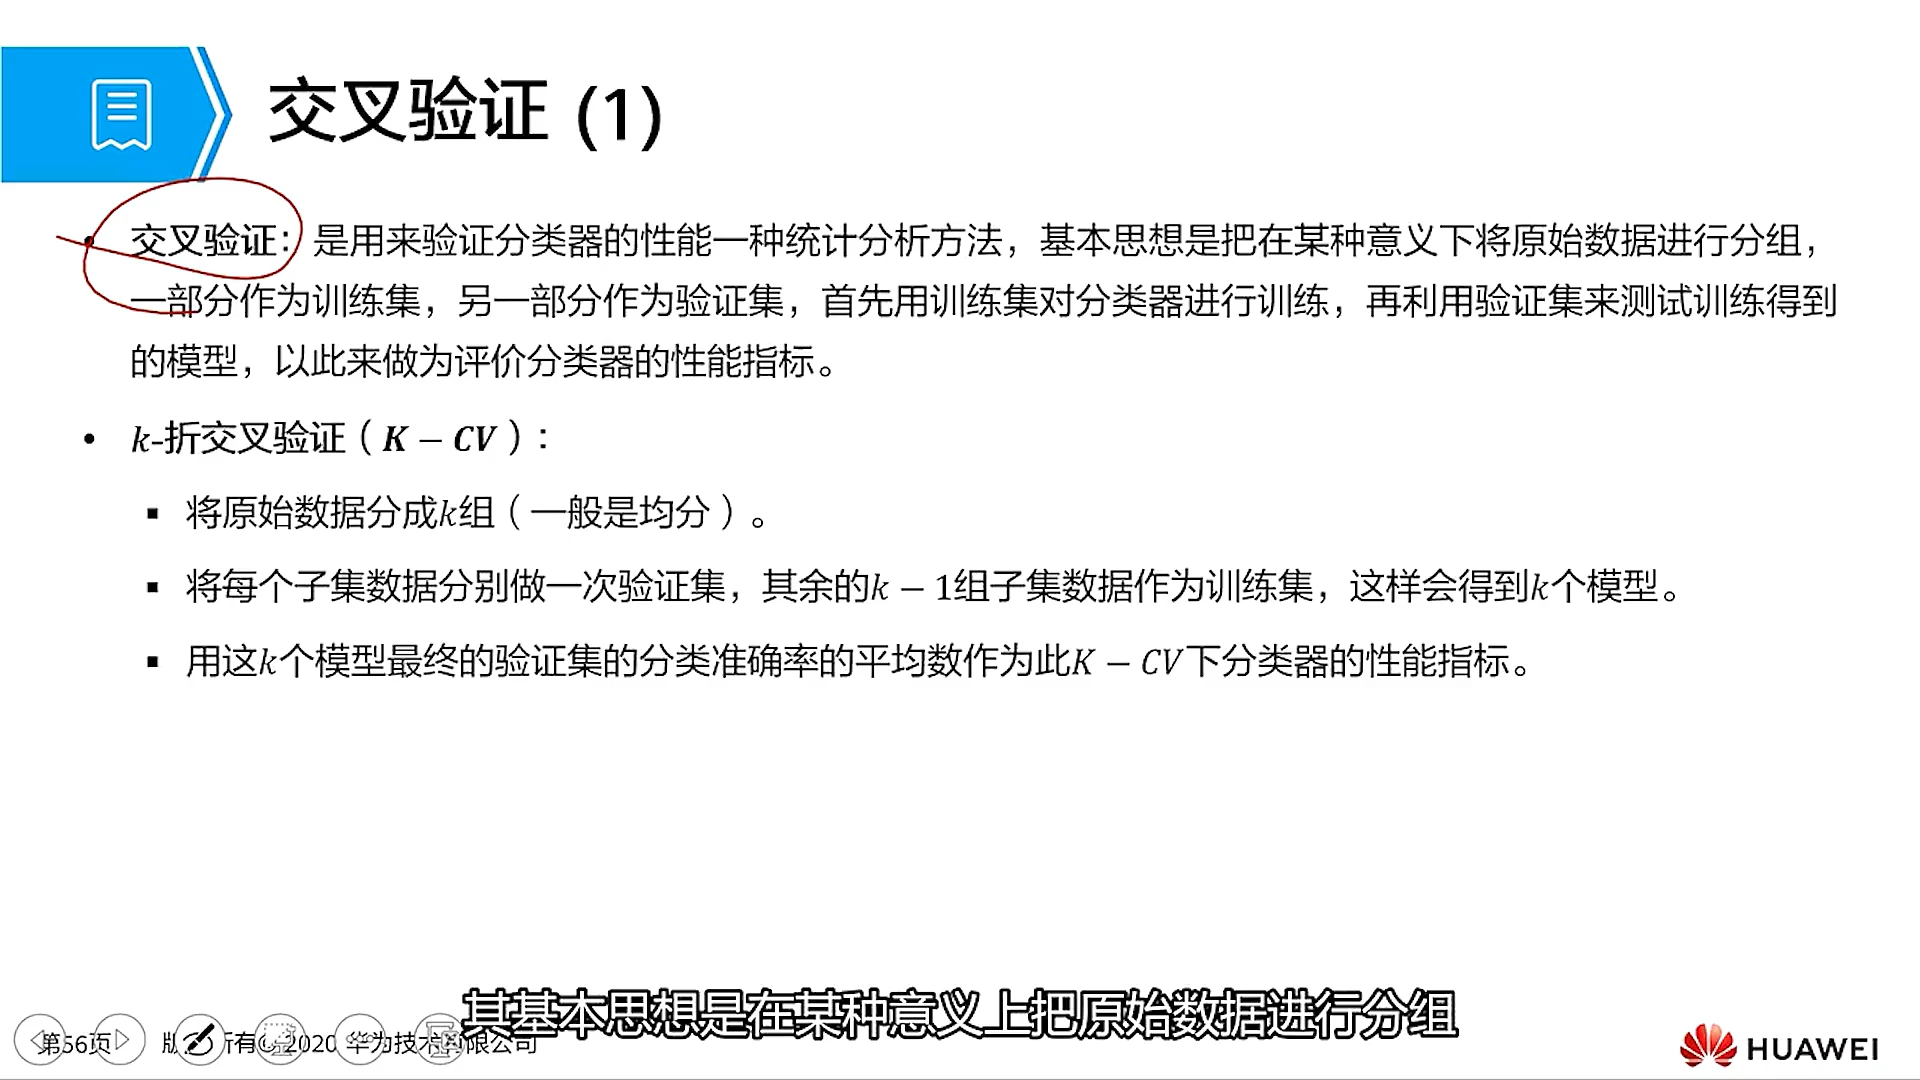 交叉验证 (1)
• 交叉验证：是用来验证分类器的性能一种统计分析方法，基本思想是把在某种意义下将原始数据进行分组，
一部分作为训练集，另一部分作为验证集，首先用训练集对分类器进行训练，再利用验证集来测试训练得到
的模型，以此来做为评价分类器的性能指标。
• k-折交叉验证（K − CV）：
▪ 将原始数据分成k组（一般是均分）。
▪ 将每个子集数据分别做一次验证集，其余的k − 1组子集数据作为训练集，这样会得到k个模型。
▪ 用这k个模型最终的验证集的分类准确率的平均数作为此K − CV下分类器的性能指标。
其基本思想是在某种意义上把原始数据进行分组
第56页 版 所有©2020 华为技术有限公司
HUAWEI